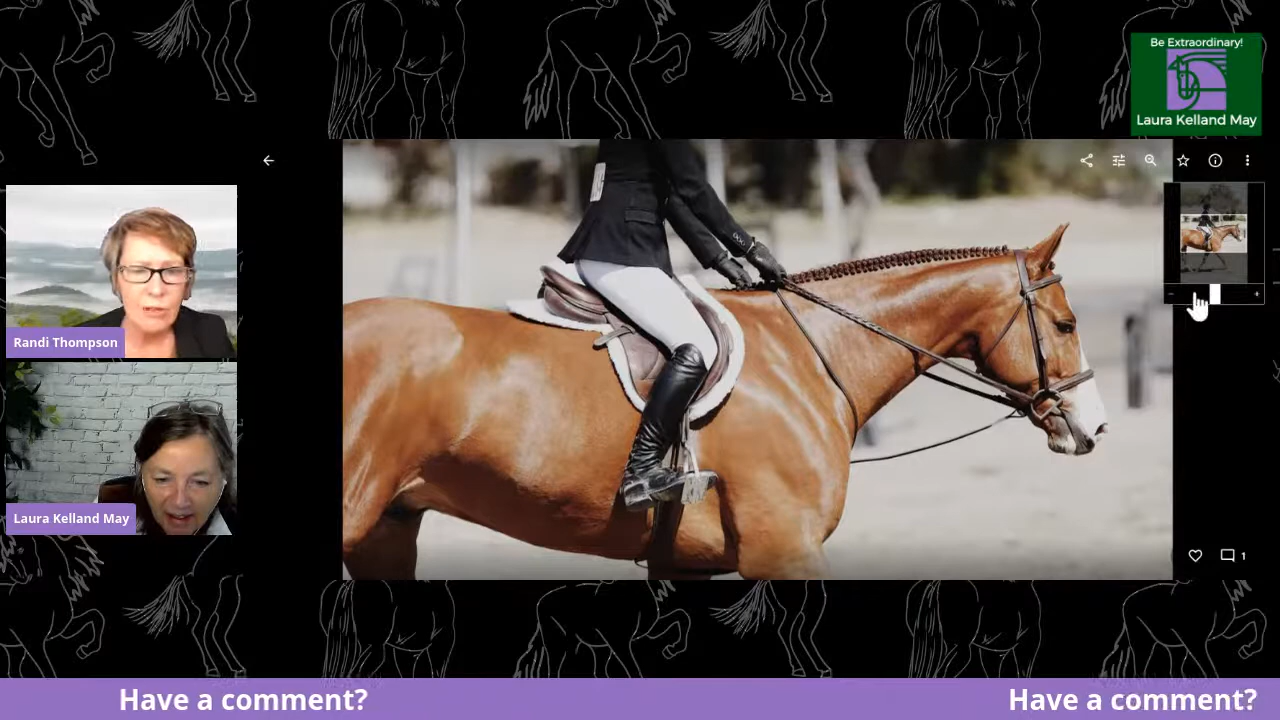 Be Extraordinary!
Laura Kelland May
Randi Thompson
Laura Kelland May
1
Have a comment?
Have a comment?